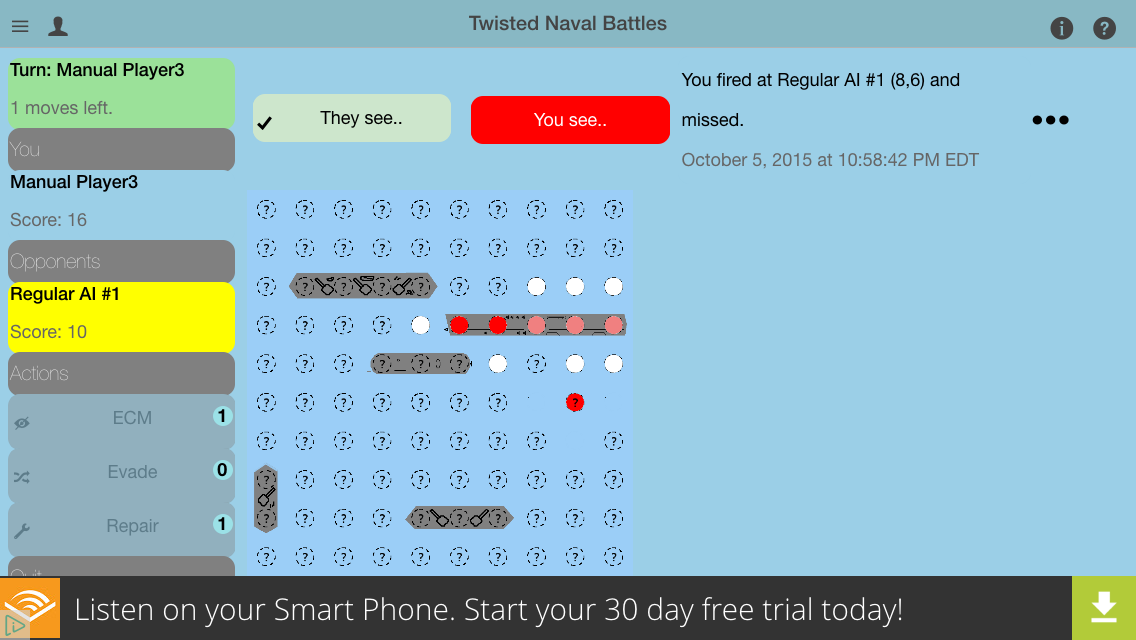 Twisted Naval Battles
Turn: Manual Player3
1 moves left.
You
Manual Player3
Score: 16
Opponents
Regular AI #1
Score: 10
Actions
ECM 1
Evade 0
Repair 1
Quit
They see..
You see..
You fired at Regular AI #1 (8,6) and
missed.
October 5, 2015 at 10:58:42 PM EDT
? ? ? ? ? ? ? ? ? ?
? ? ? ? ? ? ? ? ? ?
? ? ? ? ? ? ?
? ? ? ?
? ? ? ? ? ? ?
? ? ? ? ? ? ? ?
? ? ? ? ? ? ? ? ?
? ? ? ? ? ? ? ? ? ?
? ? ? ? ? ? ? ? ? ?
? ? ? ? ? ? ? ? ? ?
Listen on your Smart Phone. Start your 30 day free trial today!